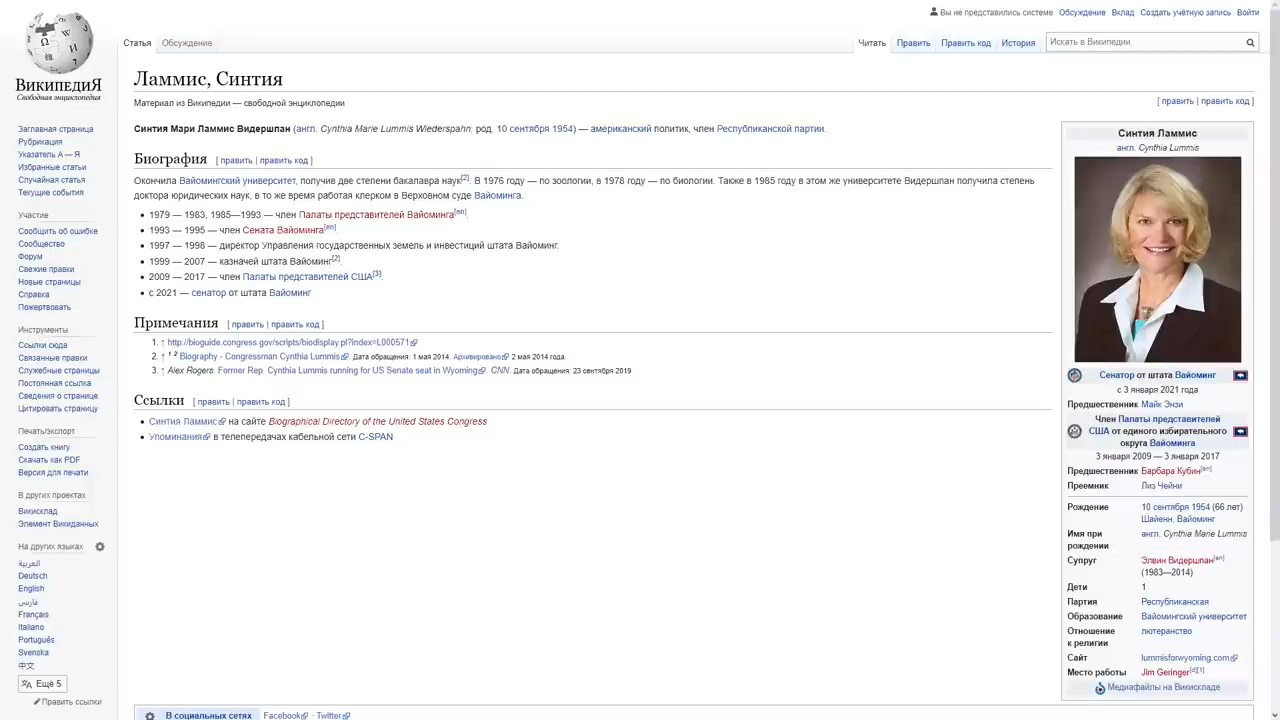 Вы не представились системе Обсуждение Вклад Создать учётную запись Войти
ВИКИПЕДИЯ
Свободная энциклопедия
Статья Обсуждение
Читать Править Править код История
Искать в Википедии
Заглавная страница
Рубрикация
Указатель А — Я
Избранные статьи
Случайная статья
Текущие события
Участие
Сообщить об ошибке
Сообщество
Форум
Свежие правки
Новые страницы
Справка
Пожертвовать
Инструменты
Ссылки сюда
Связанные правки
Служебные страницы
Постоянная ссылка
Сведения о странице
Цитировать страницу
Печать/экспорт
Создать книгу
Скачать как PDF
Версия для печати
В других проектах
Викисклад
Элемент Викиданных
На других языках
العربية
Deutsch
English
فارسی
Français
Italiano
Português
Svenska
中文
Ещё 5
Править ссылки
Ламмис, Синтия
Материал из Википедии — свободной энциклопедии
[ править | править код ]
Синтия Мари Ламмис Видершпан (англ. Cynthia Marie Lummis Wiederspahn; род. 10 сентября 1954) — американский политик, член Республиканской партии.
Биография [ править | править код ]
Окончила Вайомингский университет, получив две степени бакалавра наук[2]. В 1976 году — по зоологии, в 1978 году — по биологии. Также в 1985 году в этом же университете Видершпан получила степень
доктора юридических наук, в то же время работая клерком в Верховном суде Вайоминга.
• 1979 — 1983, 1985—1993 — член Палаты представителей Вайоминга[en].
• 1993 — 1995 — член Сената Вайоминга[en].
• 1997 — 1998 — директор Управления государственных земель и инвестиций штата Вайоминг.
• 1999 — 2007 — казначей штата Вайоминг[2].
• 2009 — 2017 — член Палаты представителей США[3].
• с 2021 — сенатор от штата Вайоминг
Примечания [ править | править код ]
1. ↑ http://bioguide.congress.gov/scripts/biodisplay.pl?index=L000571
2. ↑ 1 2 Biography - Congressman Cynthia Lummis. Дата обращения: 1 мая 2014. Архивировано 2 мая 2014 года.
3. ↑ Alex Rogers. Former Rep. Cynthia Lummis running for US Senate seat in Wyoming. CNN. Дата обращения: 23 сентября 2019
Ссылки [ править | править код ]
• Синтия Ламмис на сайте Biographical Directory of the United States Congress
• Упоминания в телепередачах кабельной сети C-SPAN
Синтия Ламмис
англ. Cynthia Lummis
Сенатор от штата Вайоминг
с 3 января 2021 года
Предшественник Майк Энзи
Член Палаты представителей
США от единого избирательного
округа Вайоминга
3 января 2009 — 3 января 2017
Предшественник Барбара Кубин[en]
Преемник Лиз Чейни
Рождение 10 сентября 1954 (66 лет)
Шайенн, Вайоминг
Имя при англ. Cynthia Marie Lummis
рождении
Супруг Элвин Видершпан[en]
(1983—2014)
Дети 1
Партия Республиканская
Образование Вайомингский университет
Отношение лютеранство
к религии
Сайт lummisforwyoming.com
Место работы Jim Geringer[d][1]
Медиафайлы на Викискладе
В социальных сетях Facebook · Twitter